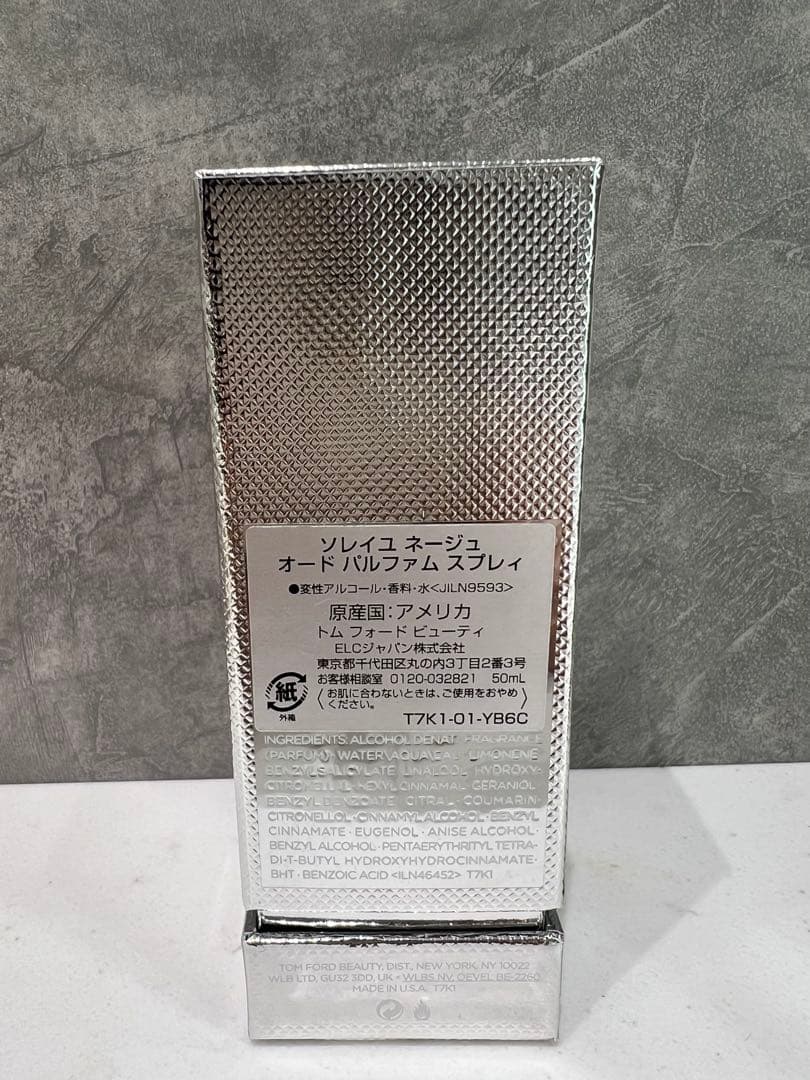 ソレイユ ネージュ
オード パルファム スプレィ
●変性アルコール・香料・水<JILN9593>
原産国：アメリカ
トム フォード ビューティ
ELCジャパン株式会社
東京都千代田区丸の内3丁目2番3号
お客様相談室 0120-032821 50mL
〈お肌に合わないときは、ご使用をおやめください。〉
紙
外箱
T7K1-01-YB6C
INGREDIENTS: ALCOHOL DENAT· FRAGRANCE
(PARFUM)· WATER\AQUA\EAU· LIMONENE·
BENZYL SALICYLATE· LINALOOL· HYDROXY-
CITRONELLAL· HEXYL CINNAMAL· GERANIOL·
BENZYL BENZOATE· CITRAL· COUMARIN·
CITRONELLOL· CINNAMYL ALCOHOL· BENZYL
CINNAMATE· EUGENOL· ANISE ALCOHOL·
BENZYL ALCOHOL· PENTAERYTHRITYL TETRA-
DI-T-BUTYL HYDROXYHYDROCINNAMATE·
BHT· BENZOIC ACID <ILN46452> T7K1
TOM FORD BEAUTY, DIST., NEW YORK, NY 10022
WLB LTD, GU32 3DD, UK · WLBS NV, OEVEL BE-2260
MADE IN U.S.A. T7K1